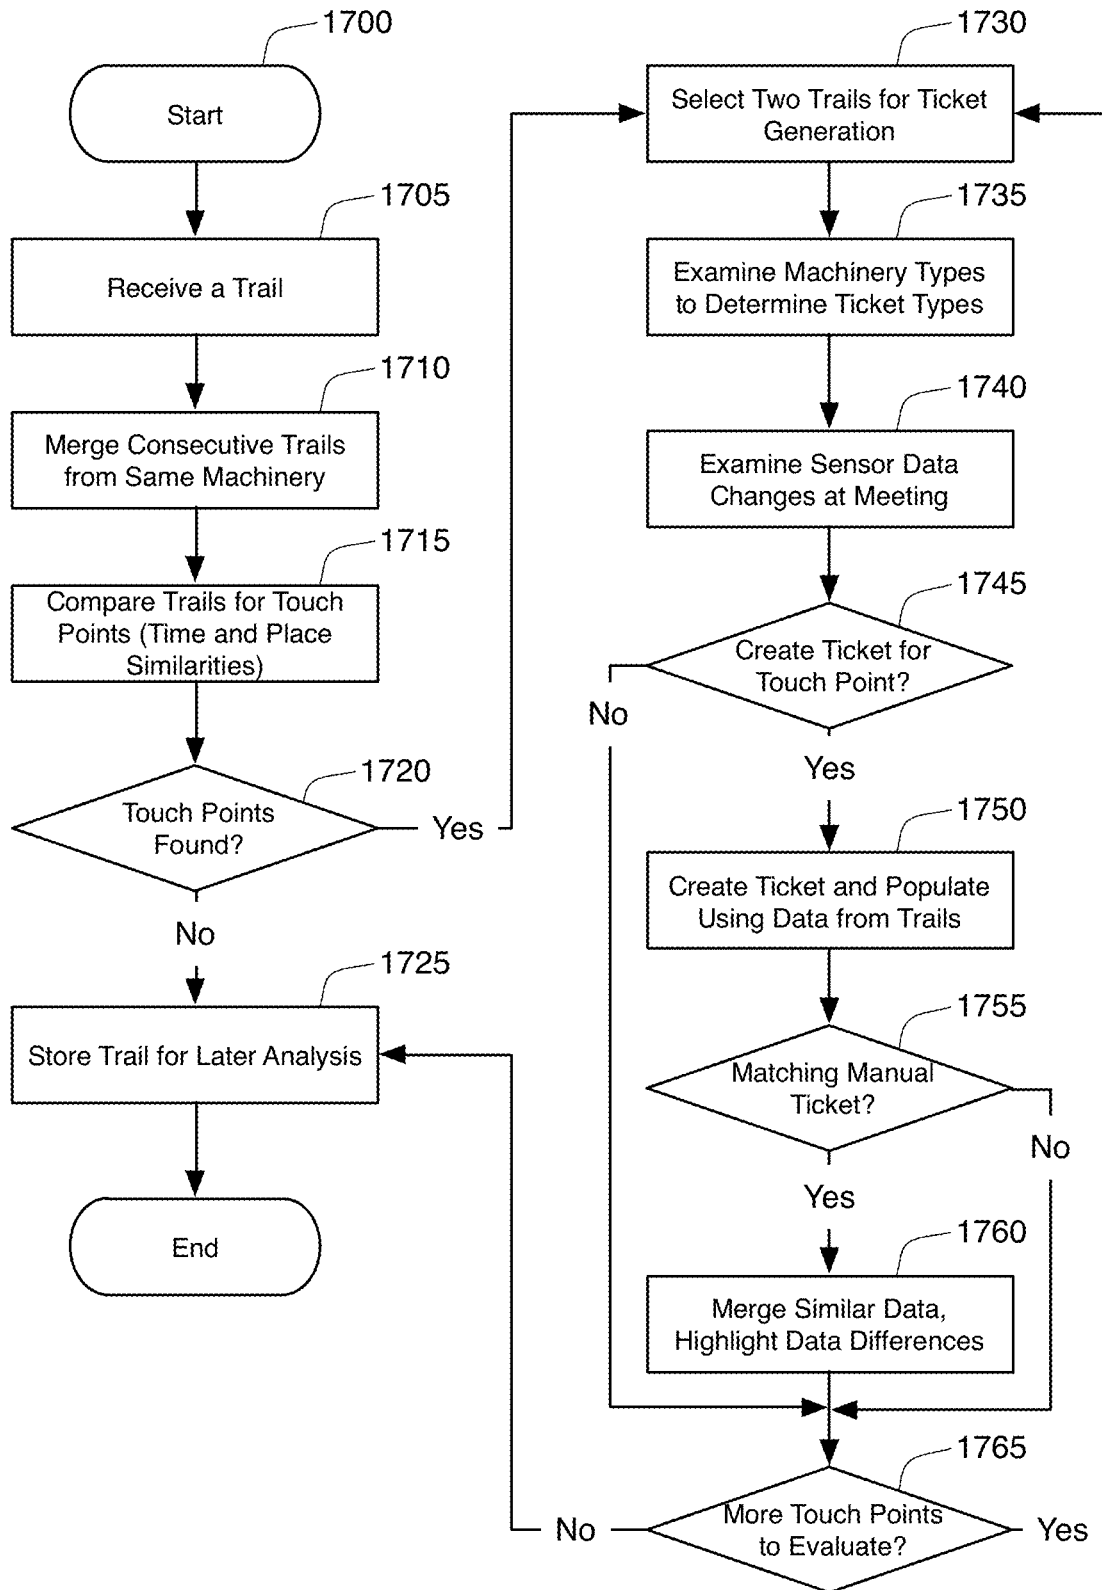 1700
Start
1705
Receive a Trail
1710
Merge Consecutive Trails
from Same Machinery
1715
Compare Trails for Touch
Points (Time and Place
Similarities)
1720
Touch Points
Found?
Yes
No
1725
Store Trail for Later Analysis
End
1730
Select Two Trails for Ticket
Generation
1735
Examine Machinery Types
to Determine Ticket Types
1740
Examine Sensor Data
Changes at Meeting
1745
Create Ticket for
Touch Point?
No
Yes
1750
Create Ticket and Populate
Using Data from Trails
1755
Matching Manual
Ticket?
No
Yes
1760
Merge Similar Data,
Highlight Data Differences
1765
More Touch Points
to Evaluate?
No
Yes